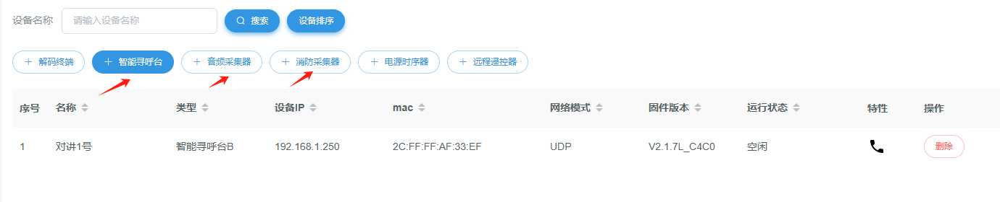 设备名称 请输入设备名称 搜索 设备排序
解码终端 智能寻呼台 音频采集器 消防采集器 电源时序器 远程遥控器
序号 名称 类型 设备IP mac 网络模式 固件版本 运行状态 特性 操作
1 对讲1号 智能寻呼台B 192.168.1.250 2C:FF:FF:AF:33:EF UDP V2.1.7L_C4C0 空闲 删除